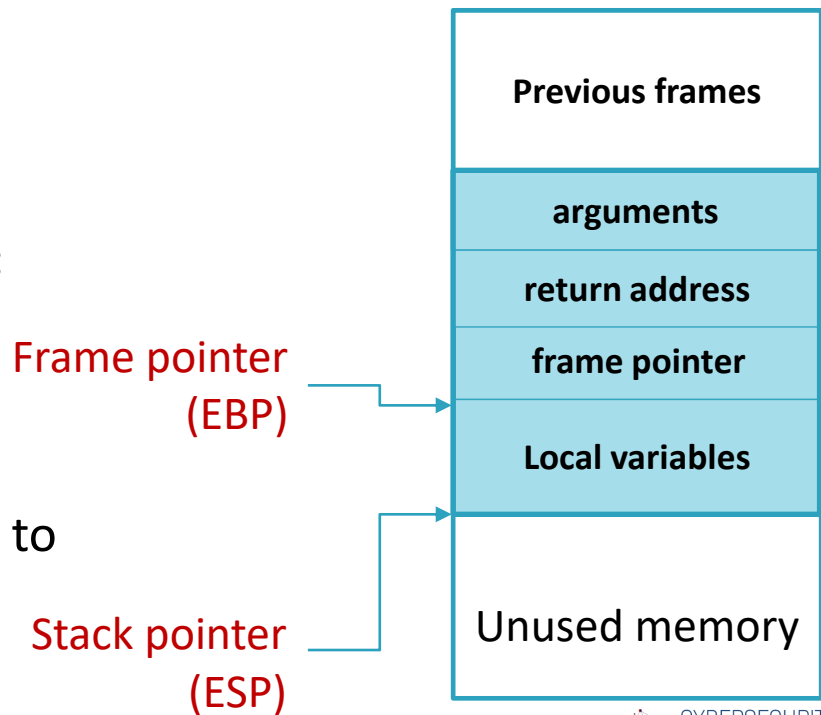 Previous frames
arguments
return address
Frame pointer
(EBP)
frame pointer
Local variables
to
Stack pointer
(ESP)
Unused memory